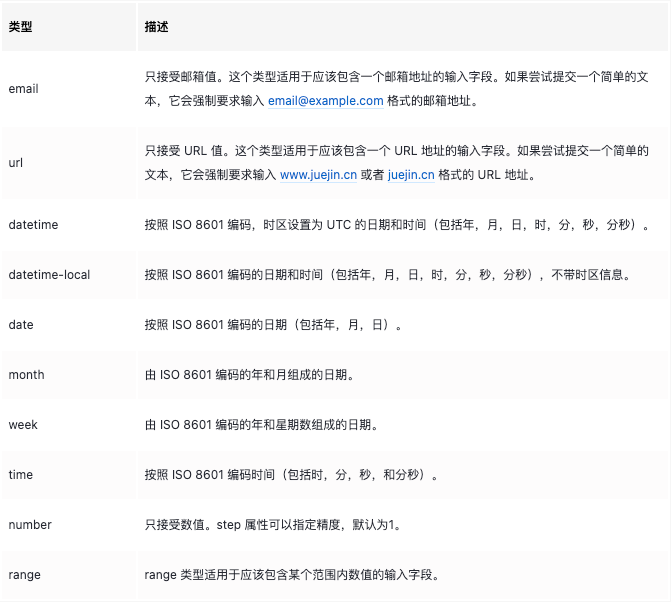 类型 描述
email
只接受邮箱值。这个类型适用于应该包含一个邮箱地址的输入字段。如果尝试提交一个简单的文
本，它会强制要求输入 email@example.com 格式的邮箱地址。
url
只接受 URL 值。这个类型适用于应该包含一个 URL 地址的输入字段。如果尝试提交一个简单的
文本，它会强制要求输入 www.juejin.cn 或者 juejin.cn 格式的 URL 地址。
datetime 按照 ISO 8601 编码，时区设置为 UTC 的日期和时间（包括年，月，日，时，分，秒，分秒）。
datetime-local 按照 ISO 8601 编码的日期和时间（包括年，月，日，时，分，秒，分秒），不带时区信息。
date 按照 ISO 8601 编码的日期（包括年，月，日）。
month 由 ISO 8601 编码的年和月组成的日期。
week 由 ISO 8601 编码的年和星期数组成的日期。
time 按照 ISO 8601 编码时间（包括时，分，秒，和分秒）。
number 只接受数值。step 属性可以指定精度，默认为1。
range range 类型适用于应该包含某个范围内数值的输入字段。